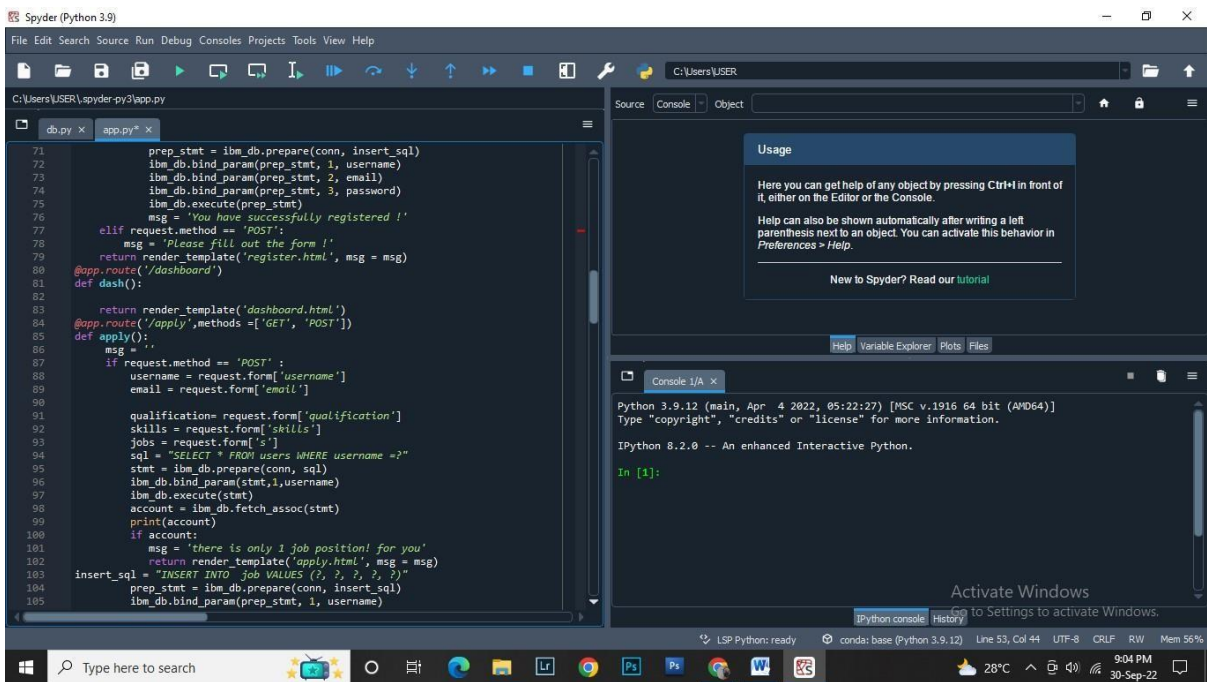 Spyder (Python 3.9)
File Edit Search Source Run Debug Consoles Projects Tools View Help
C:\Users\USER
C:\Users\USER\.spyder-py3\app.py
db.py
app.py*
71 prep_stmt = ibm_db.prepare(conn, insert_sql)
72 ibm_db.bind_param(prep_stmt, 1, username)
73 ibm_db.bind_param(prep_stmt, 2, email)
74 ibm_db.bind_param(prep_stmt, 3, password)
75 ibm_db.execute(prep_stmt)
76 msg = 'You have successfully registered !'
77 elif request.method == 'POST':
78 msg = 'Please fill out the form !'
79 return render_template('register.html', msg = msg)
80 @app.route('/dashboard')
81 def dash():
82
83 return render_template('dashboard.html')
84 @app.route('/apply',methods =['GET', 'POST'])
85 def apply():
86 msg = ''
87 if request.method == 'POST' :
88 username = request.form['username']
89 email = request.form['email']
90
91 qualification= request.form['qualification']
92 skills = request.form['skills']
93 jobs = request.form['s']
94 sql = "SELECT * FROM users WHERE username =?"
95 stmt = ibm_db.prepare(conn, sql)
96 ibm_db.bind_param(stmt,1,username)
97 ibm_db.execute(stmt)
98 account = ibm_db.fetch_assoc(stmt)
99 print(account)
100 if account:
101 msg = 'there is only 1 job position! for you'
102 return render_template('apply.html', msg = msg)
103 insert_sql = "INSERT INTO job VALUES (?, ?, ?, ?, ?)"
104 prep_stmt = ibm_db.prepare(conn, insert_sql)
105 ibm_db.bind_param(prep_stmt, 1, username)
Source Console Object
Usage
Here you can get help of any object by pressing Ctrl+I in front of
it, either on the Editor or the Console.
Help can also be shown automatically after writing a left
parenthesis next to an object. You can activate this behavior in
Preferences > Help.
New to Spyder? Read our tutorial
Help Variable Explorer Plots Files
Console 1/A
Python 3.9.12 (main, Apr 4 2022, 05:22:27) [MSC v.1916 64 bit (AMD64)]
Type "copyright", "credits" or "license" for more information.
IPython 8.2.0 -- An enhanced Interactive Python.
In [1]:
Activate Windows
Go to Settings to activate Windows.
IPython console History
LSP Python: ready conda: base (Python 3.9.12) Line 53, Col 44 UTF-8 CRLF RW Mem 56%
Type here to search
Lr
Ps
Ps
W
28°C
9:04 PM
30-Sep-22